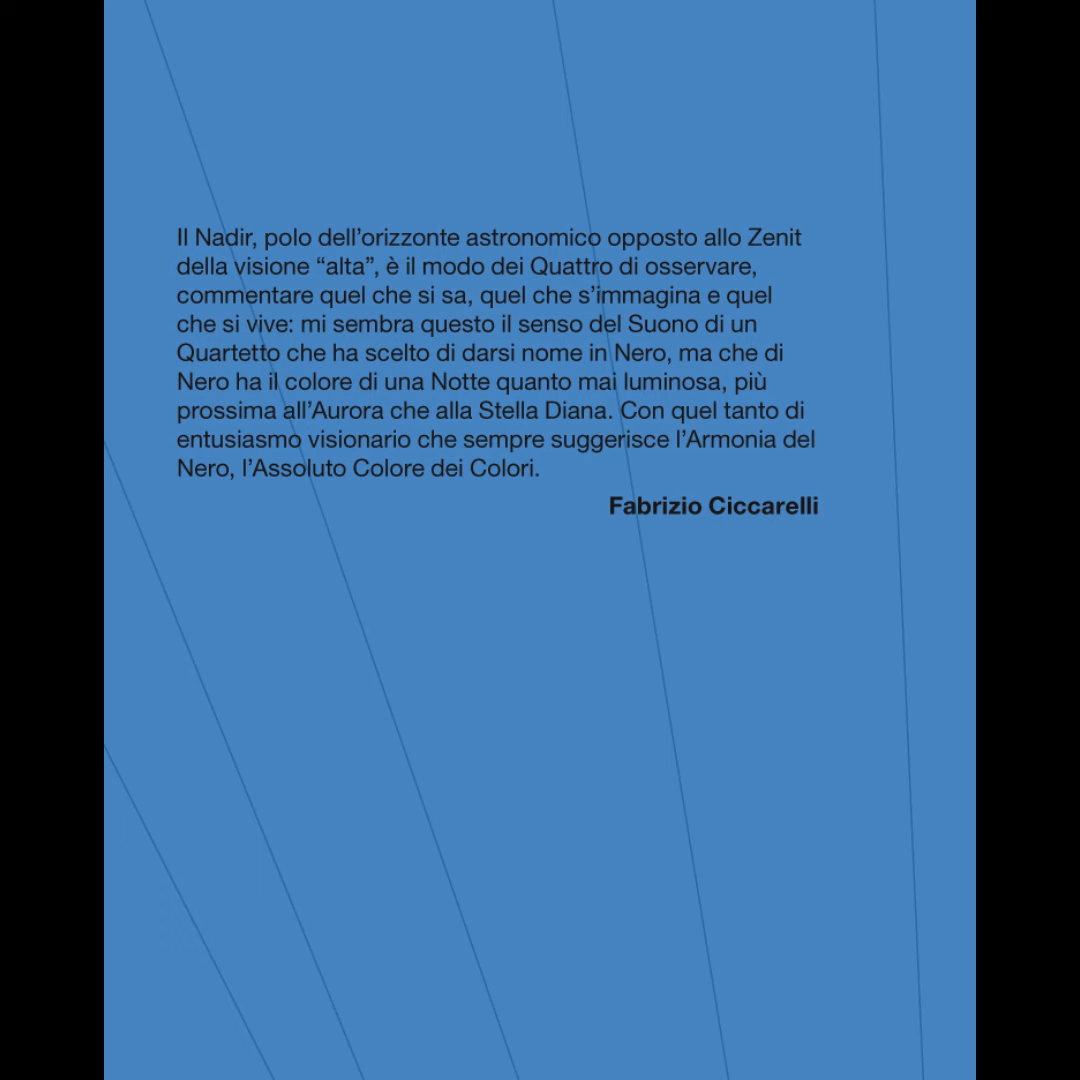 Il Nadir, polo dell’orizzonte astronomico opposto allo Zenit
della visione “alta”, è il modo dei Quattro di osservare,
commentare quel che si sa, quel che s’immagina e quel
che si vive: mi sembra questo il senso del Suono di un
Quartetto che ha scelto di darsi nome in Nero, ma che di
Nero ha il colore di una Notte quanto mai luminosa, più
prossima all’Aurora che alla Stella Diana. Con quel tanto di
entusiasmo visionario che sempre suggerisce l’Armonia del
Nero, l’Assoluto Colore dei Colori.
Fabrizio Ciccarelli